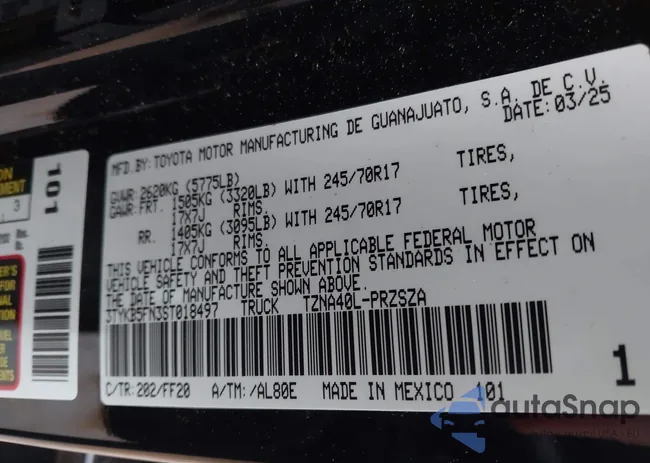 MFD. BY: TOYOTA MOTOR MANUFACTURING DE GUANAJUATO, S.A. DE C.V.
DATE: 03/25
GVWR: 2620KG (5775LB)
GAWR: FRT. 1505KG (3320LB) WITH 245/70R17 TIRES,
17X7J RIMS.
RR. 1405KG (3095LB) WITH 245/70R17 TIRES,
17X7J RIMS.
THIS VEHICLE CONFORMS TO ALL APPLICABLE FEDERAL MOTOR
VEHICLE SAFETY AND THEFT PREVENTION STANDARDS IN EFFECT ON
THE DATE OF MANUFACTURE SHOWN ABOVE.
3TYKB5FN3ST018497 TRUCK TZNA40L-PRZSZA
C/TR: 202/FF20 A/TM: /AL80E MADE IN MEXICO 101
1
101
3
autaSnap